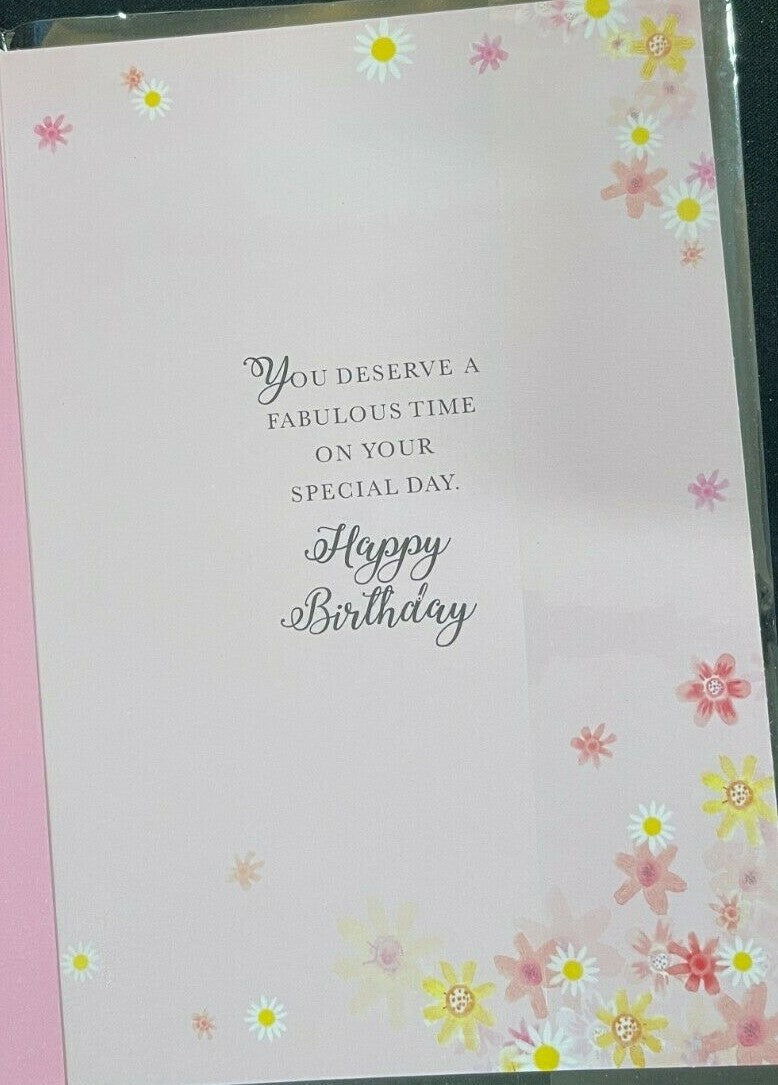 You DESERVE A
FABULOUS TIME
ON YOUR
SPECIAL DAY.
Happy
Birthday